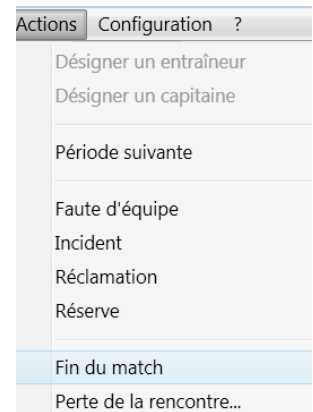 Actions Configuration ?
Désigner un entraîneur
Désigner un capitaine
Période suivante
Faute d'équipe
Incident
Réclamation
Réserve
Fin du match
Perte de la rencontre...